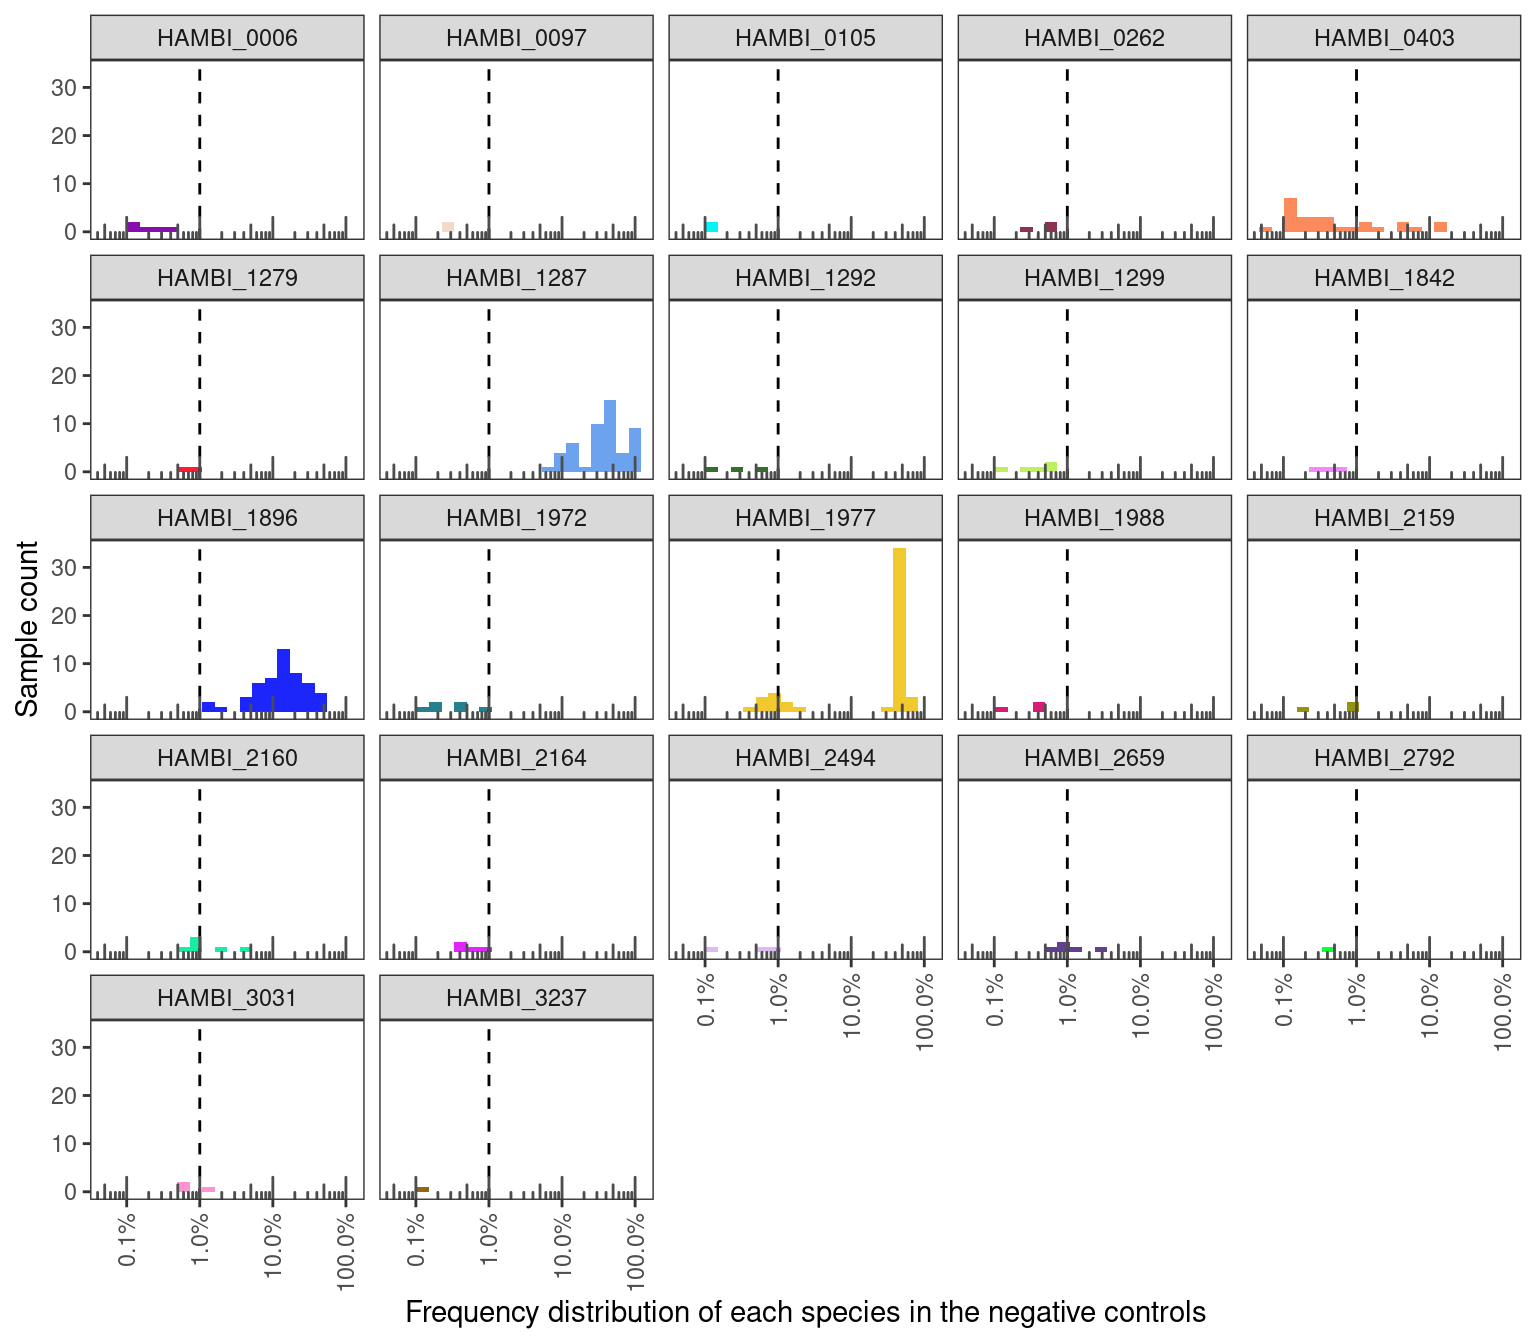 HAMBI_0006 HAMBI_0097 HAMBI_0105 HAMBI_0262 HAMBI_0403
30
20
10
0
HAMBI_1279 HAMBI_1287 HAMBI_1292 HAMBI_1299 HAMBI_1842
30
20
10
0
HAMBI_1896 HAMBI_1972 HAMBI_1977 HAMBI_1988 HAMBI_2159
30
20
10
0
Sample count
HAMBI_2160 HAMBI_2164 HAMBI_2494 HAMBI_2659 HAMBI_2792
30
20
10
0
0.1% 1.0% 10.0% 100.0% 0.1% 1.0% 10.0% 100.0% 0.1% 1.0% 10.0% 100.0%
HAMBI_3031 HAMBI_3237
30
20
10
0
0.1% 1.0% 10.0% 100.0% 0.1% 1.0% 10.0% 100.0%
Frequency distribution of each species in the negative controls